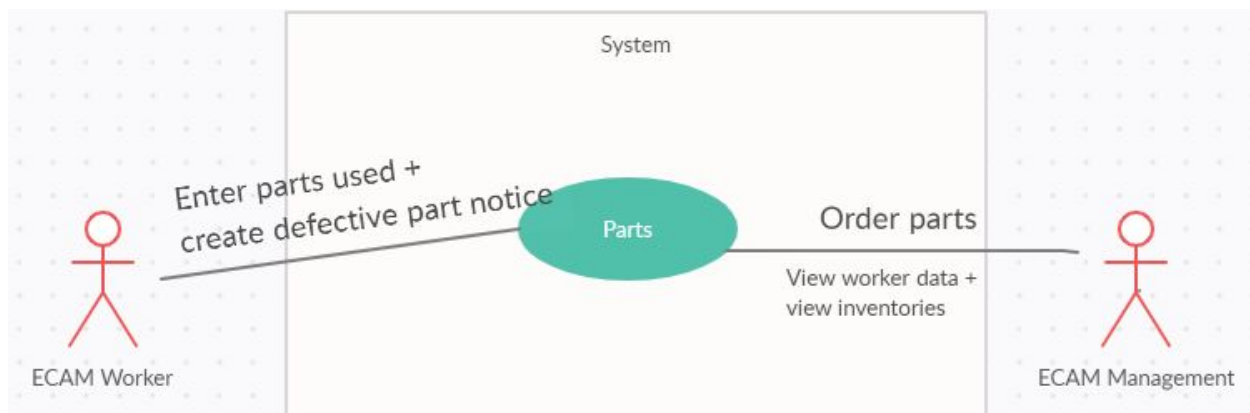 System
Enter parts used +
create defective part notice
Parts
Order parts
View worker data +
view inventories
ECAM Worker
ECAM Management